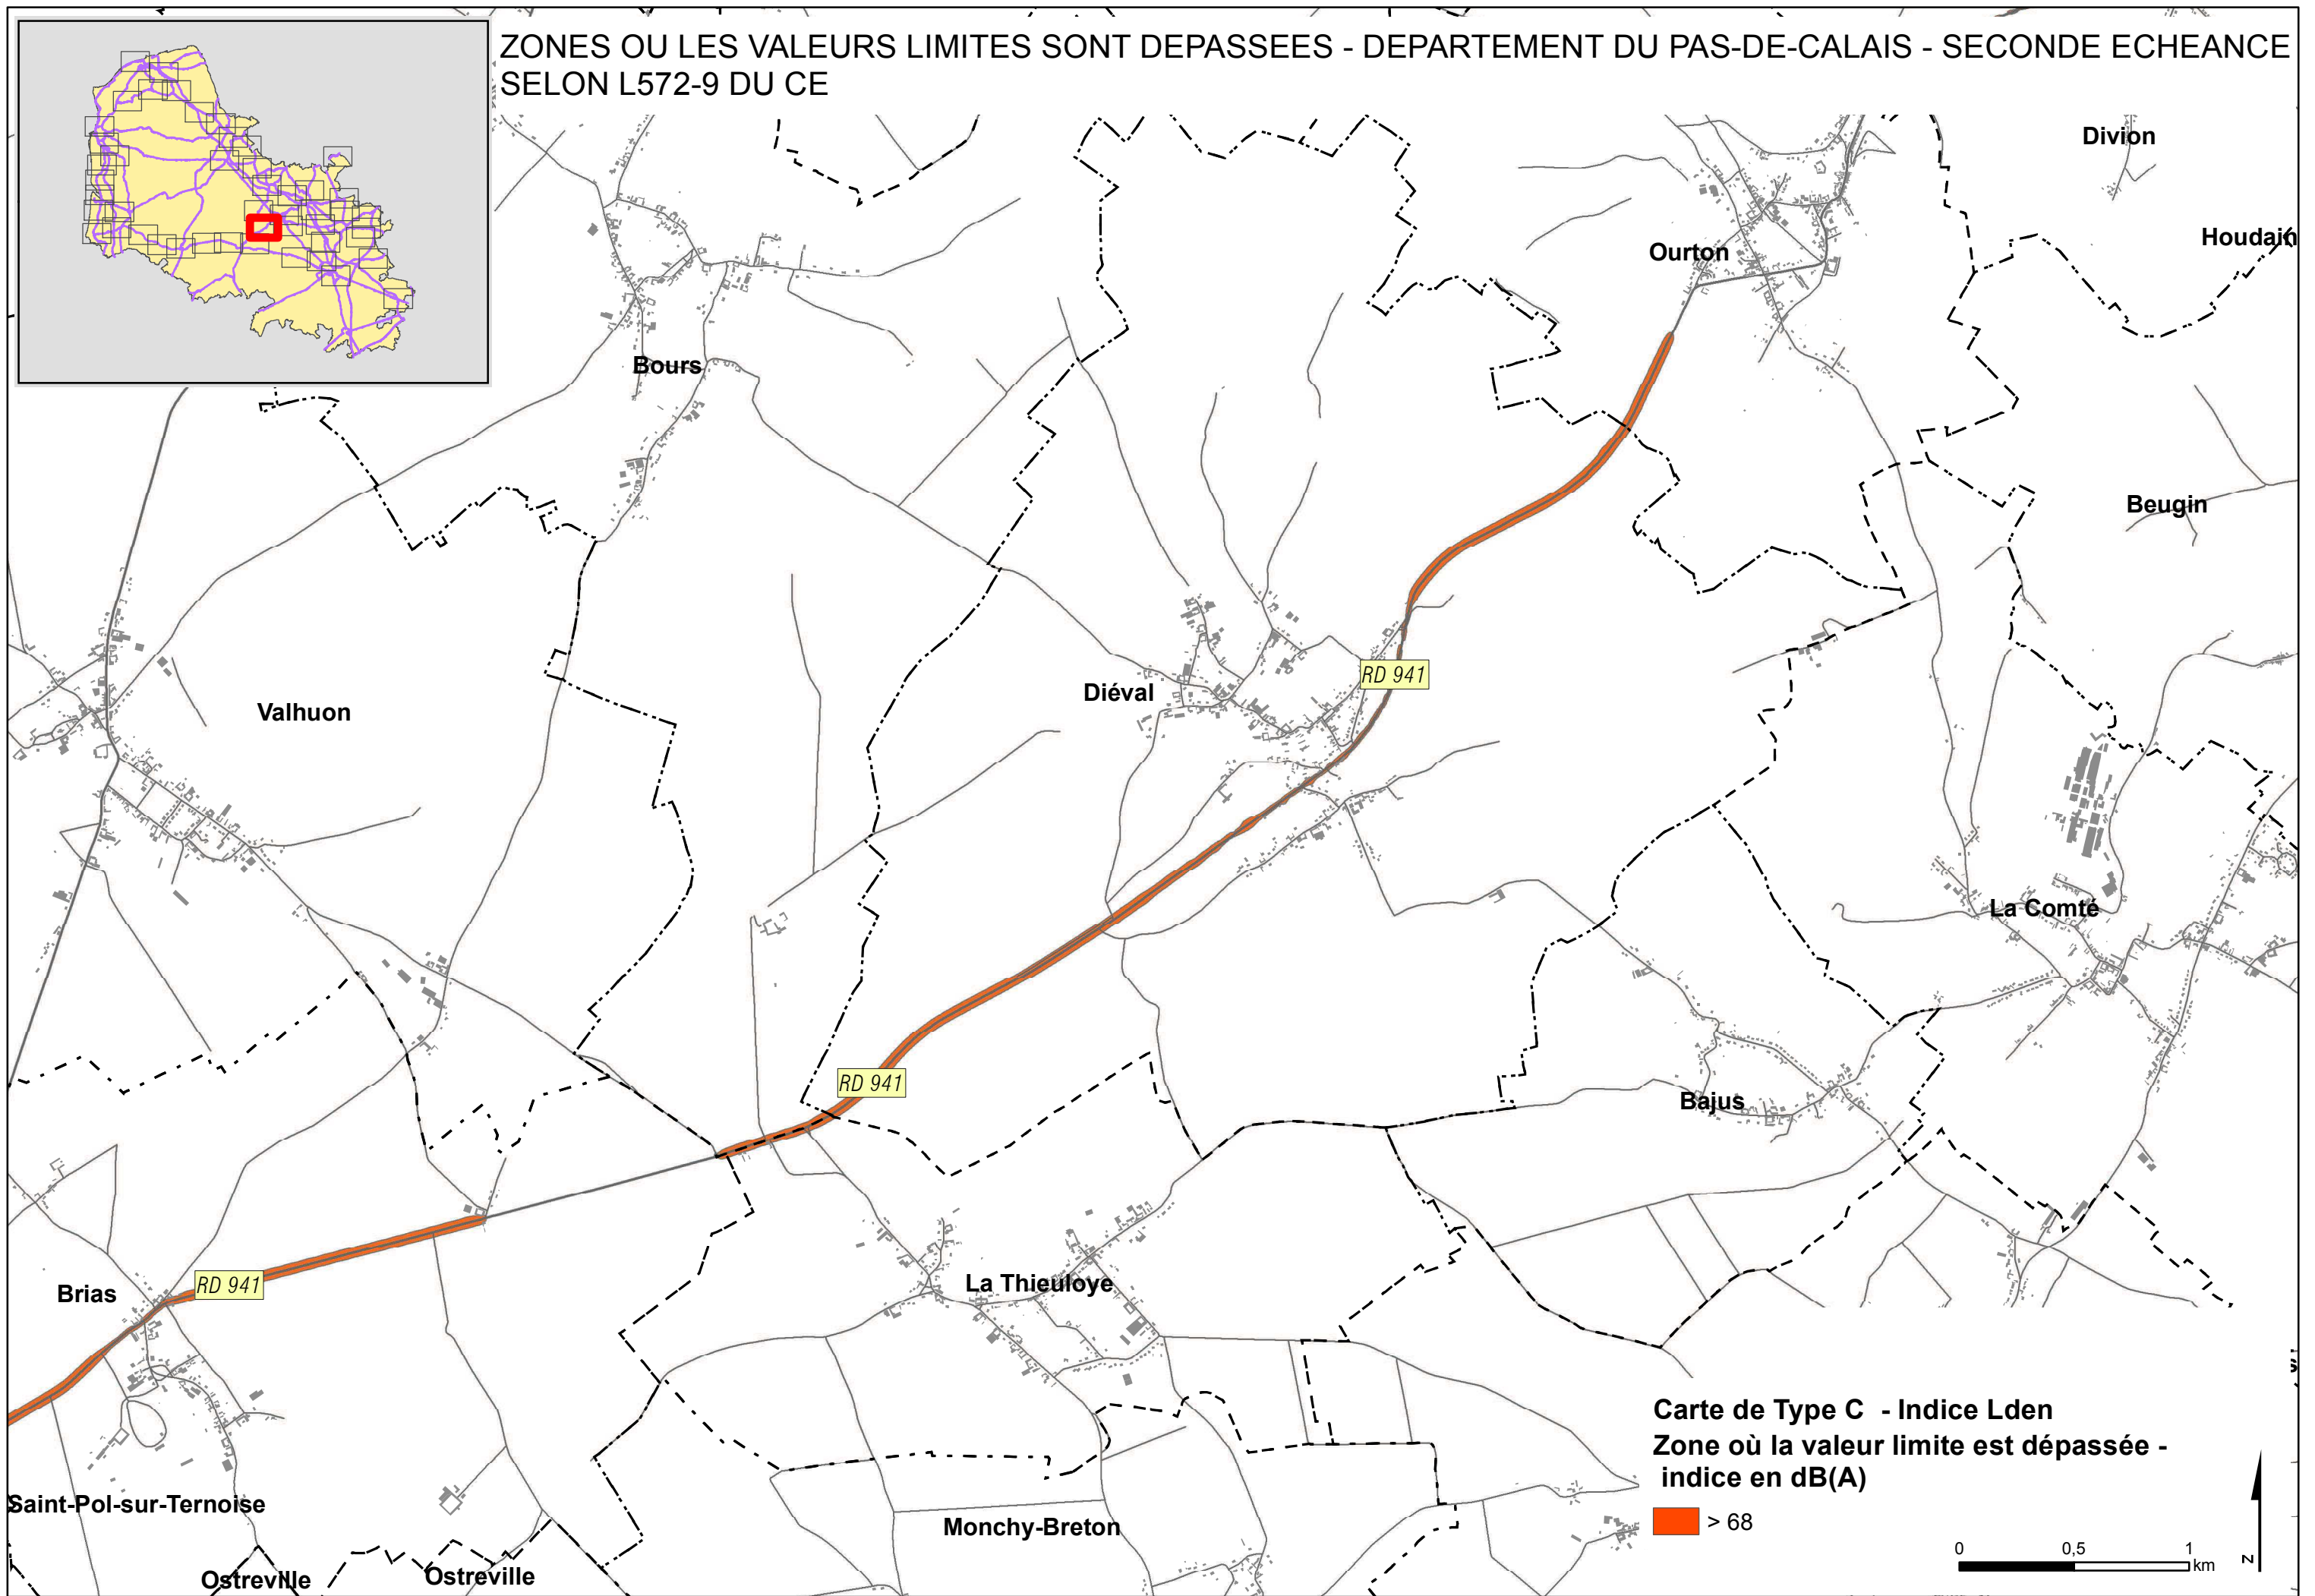 ZONES OU LES VALEURS LIMITES SONT DEPASSEES - DEPARTEMENT DU PAS-DE-CALAIS - SECONDE ECHEANCE
SELON L572-9 DU CE
Divion
Houdain
Ourton
Bours
Beugin
RD 941
Diéval
Valhuon
La Comté
RD 941
Bajus
RD 941
Brias
La Thieuloye
Carte de Type C - Indice Lden
Zone où la valeur limite est dépassée -
indice en dB(A)
> 68
Saint-Pol-sur-Ternoise
Monchy-Breton
Ostreville
Ostreville
0 0,5 1
km
N